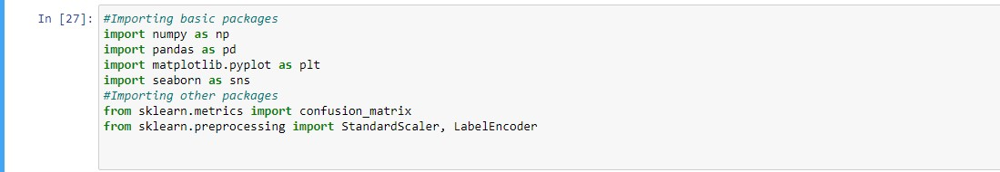 In [27]: #Importing basic packages
import numpy as np
import pandas as pd
import matplotlib.pyplot as plt
import seaborn as sns
#Importing other packages
from sklearn.metrics import confusion_matrix
from sklearn.preprocessing import StandardScaler, LabelEncoder